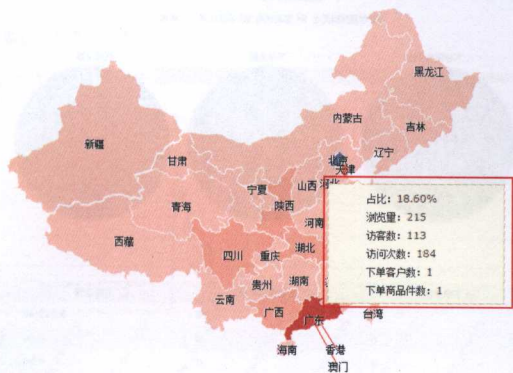 黑龙江
内蒙古
吉林
新疆
辽宁
北京
天津
甘肃
山西
河北
宁夏
青海
陕西
占比：18.60%
浏览量：215
河南
访客数：113
西藏
四川
重庆
湖北
访问次数：184
贵州
湖南
下单客户数：1
云南
下单商品件数：1
广西
广东
台湾
海南
香港
澳门